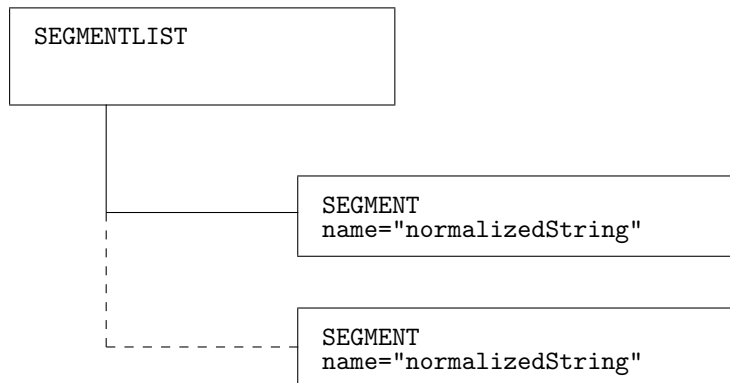 SEGMENTLIST
SEGMENT
name="normalizedString"
SEGMENT
name="normalizedString"